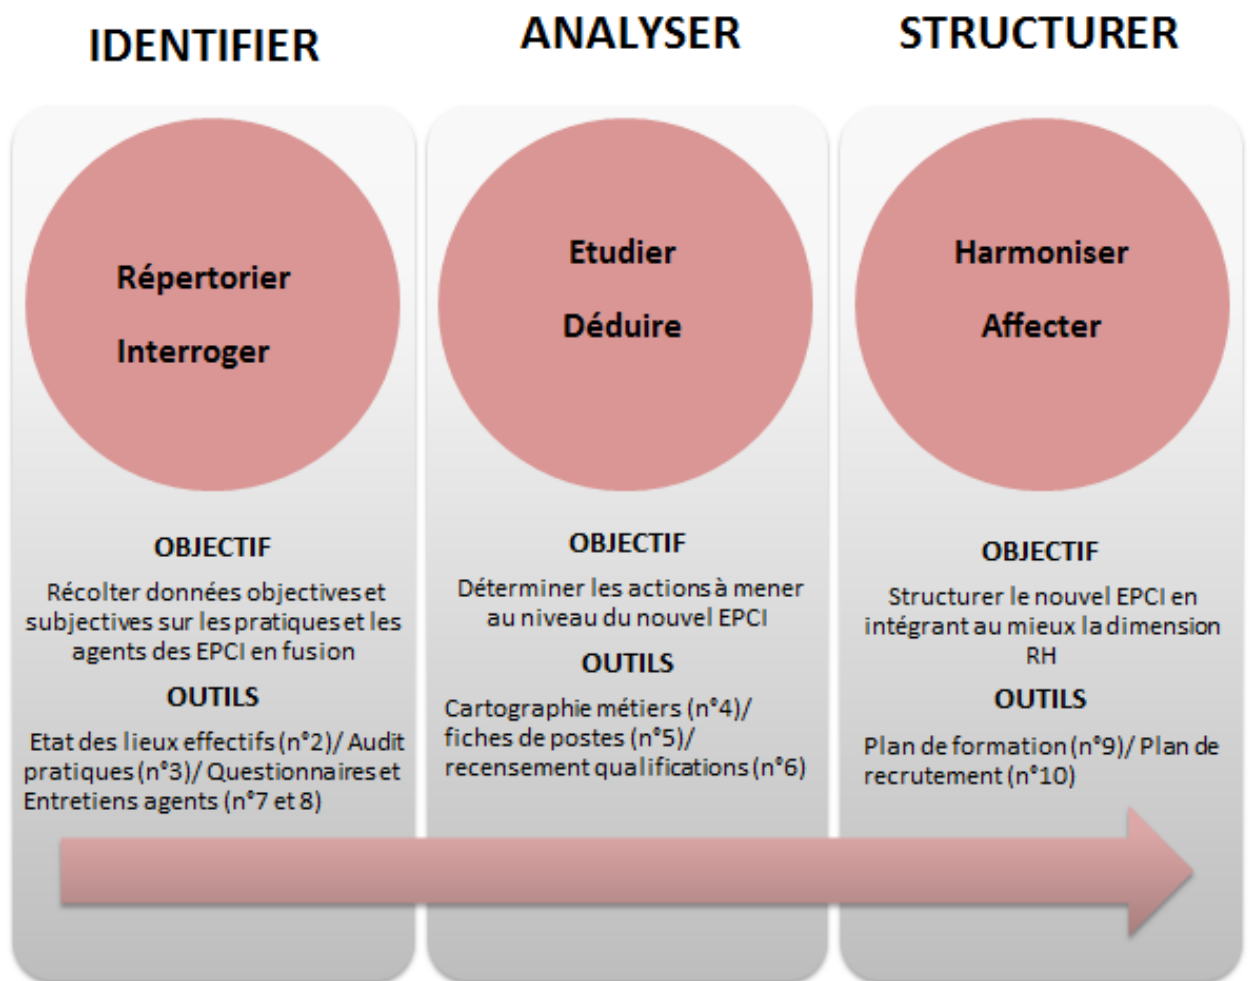 IDENTIFIER
Répertorier
Interroger
OBJECTIF
Récolter données objectives et
subjectives sur les pratiques et les
agents des EPCI en fusion
OUTILS
Etat des lieux effectifs (n°2)/ Audit
pratiques (n°3)/ Questionnaires et
Entretiens agents (n°7 et 8)
ANALYSER
Etudier
Déduire
OBJECTIF
Déterminer les actions à mener
au niveau du nouvel EPCI
OUTILS
Cartographie métiers (n°4)/
fiches de postes (n°5)/
recensement qualifications (n°6)
STRUCTURER
Harmoniser
Affecter
OBJECTIF
Structurer le nouvel EPCI en
intégrant au mieux la dimension
RH
OUTILS
Plan de formation (n°9)/ Plan de
recrutement (n°10)